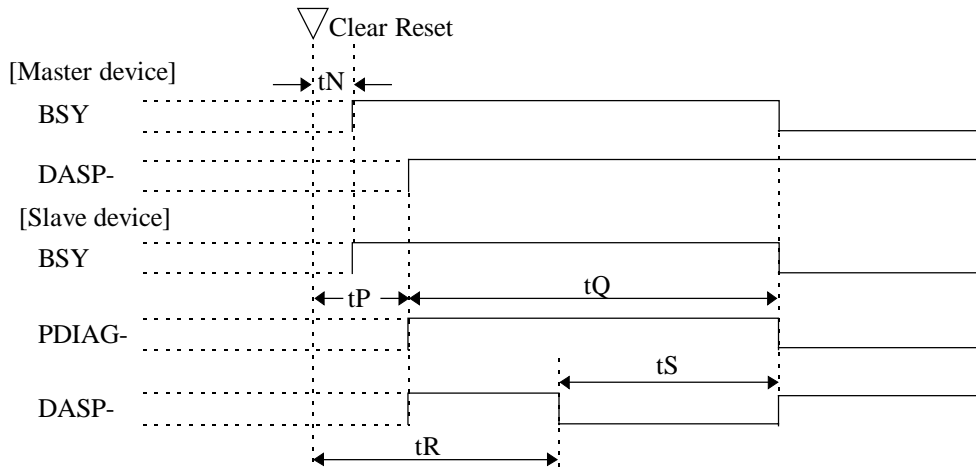 Clear Reset
[Master device]
tN
BSY
DASP-
[Slave device]
BSY
tP
tQ
PDIAG-
tS
DASP-
tR